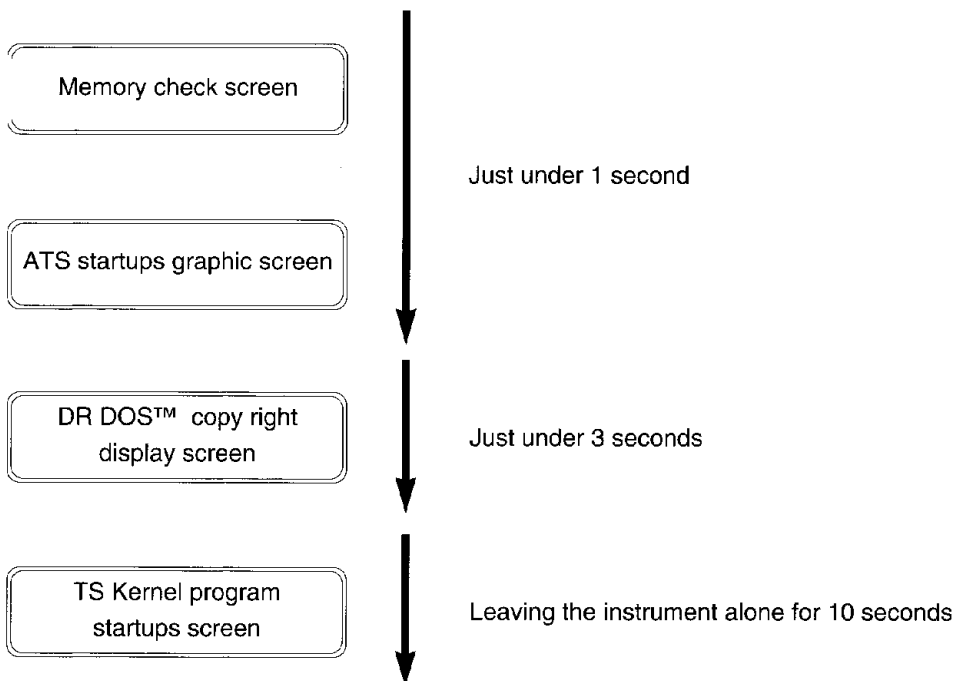 Memory check screen
Just under 1 second
ATS startups graphic screen
DR DOS™ copy right
display screen
Just under 3 seconds
TS Kernel program
startups screen
Leaving the instrument alone for 10 seconds